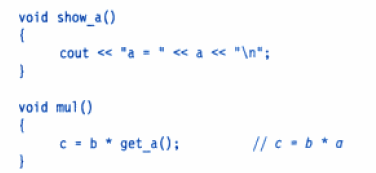 void show_a()
{
cout << "a = " << a << "\n";
}
void mul()
{
c = b * get_a(); // c = b * a
}